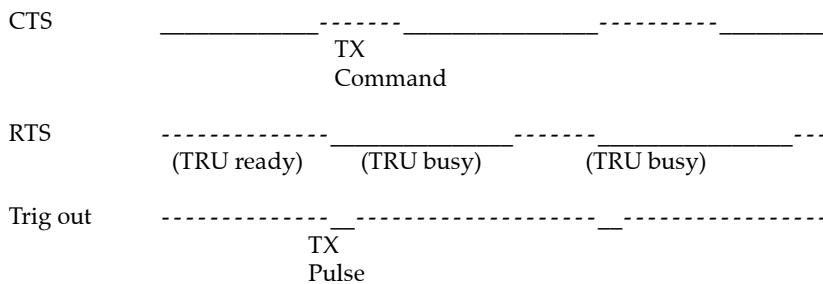 CTS
TX
Command
RTS
(TRU ready) (TRU busy) (TRU busy)
Trig out
TX
Pulse